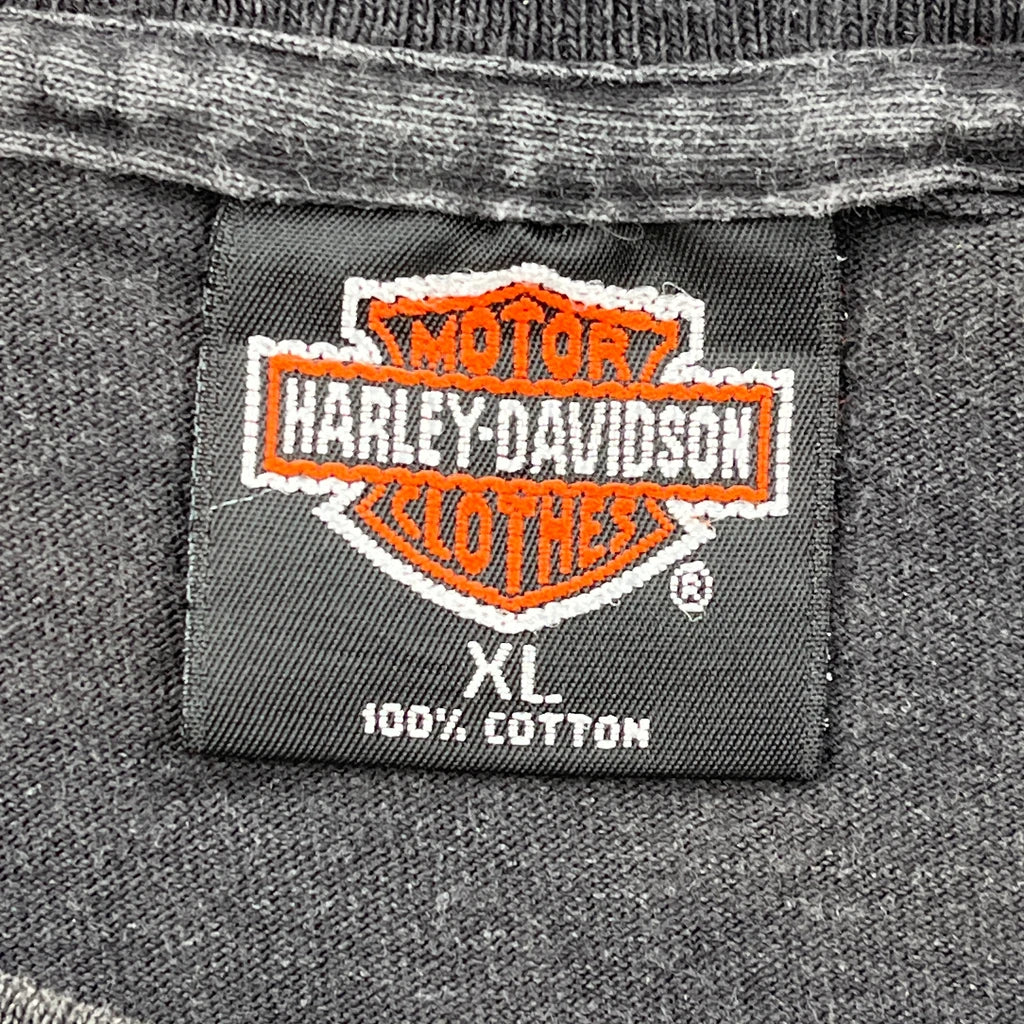 MOTOR
HARLEY-DAVIDSON
CLOTHES
®
XL
100% COTTON